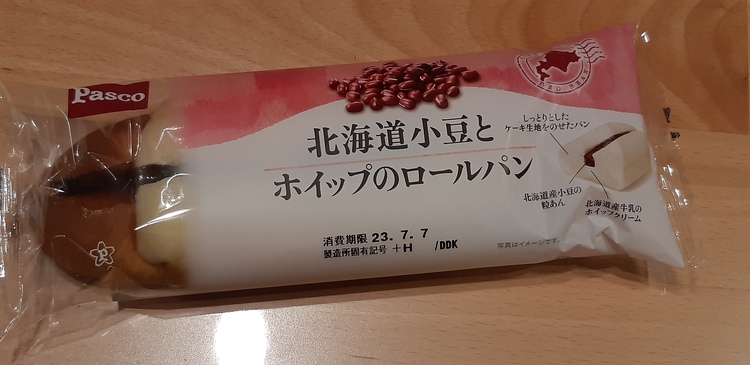 Pasco
北海道小豆と
ホイップのロールパン
しっとりとした
ケーキ生地をのせたパン
北海道産小豆の
粒あん
北海道産牛乳の
ホイップクリーム
消費期限 23.7.7
製造所固有記号 +H /DDK
写真はイメージです。
P